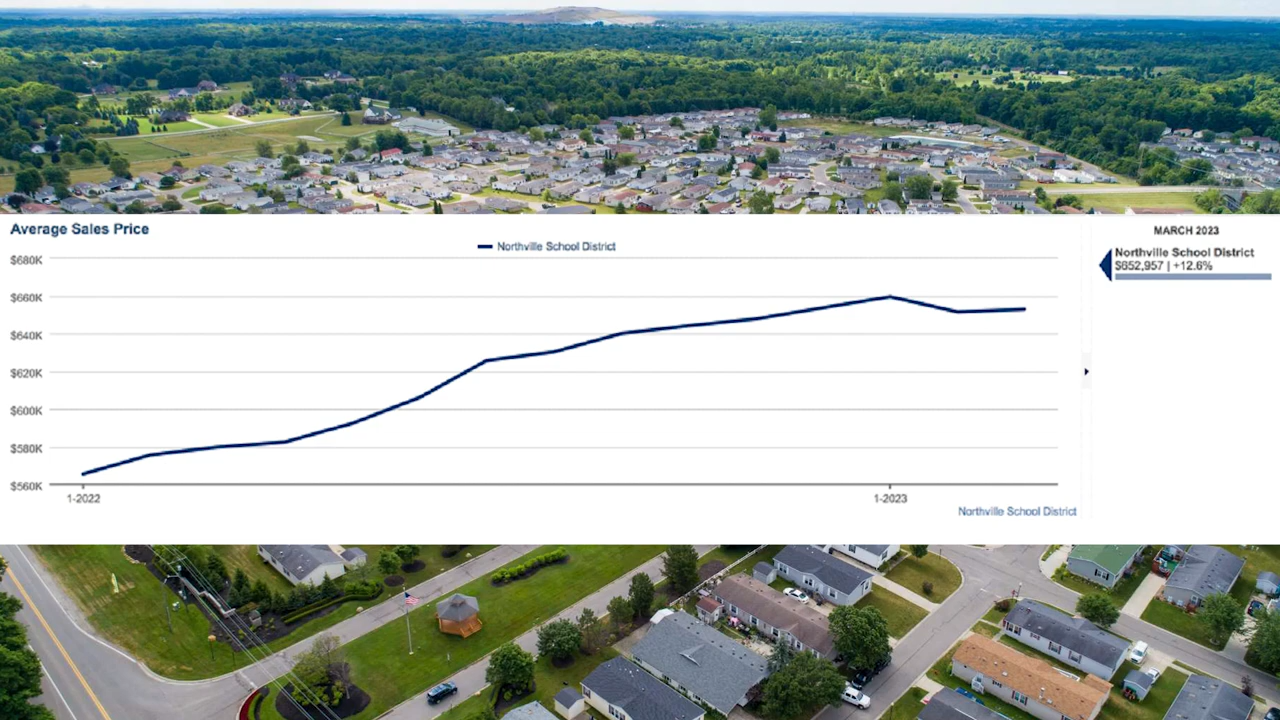 Average Sales Price
Northville School District
$680K
$660K
$640K
$620K
$600K
$580K
$560K
1-2022
1-2023
Northville School District
MARCH 2023
Northville School District
$652,957 | +12.6%